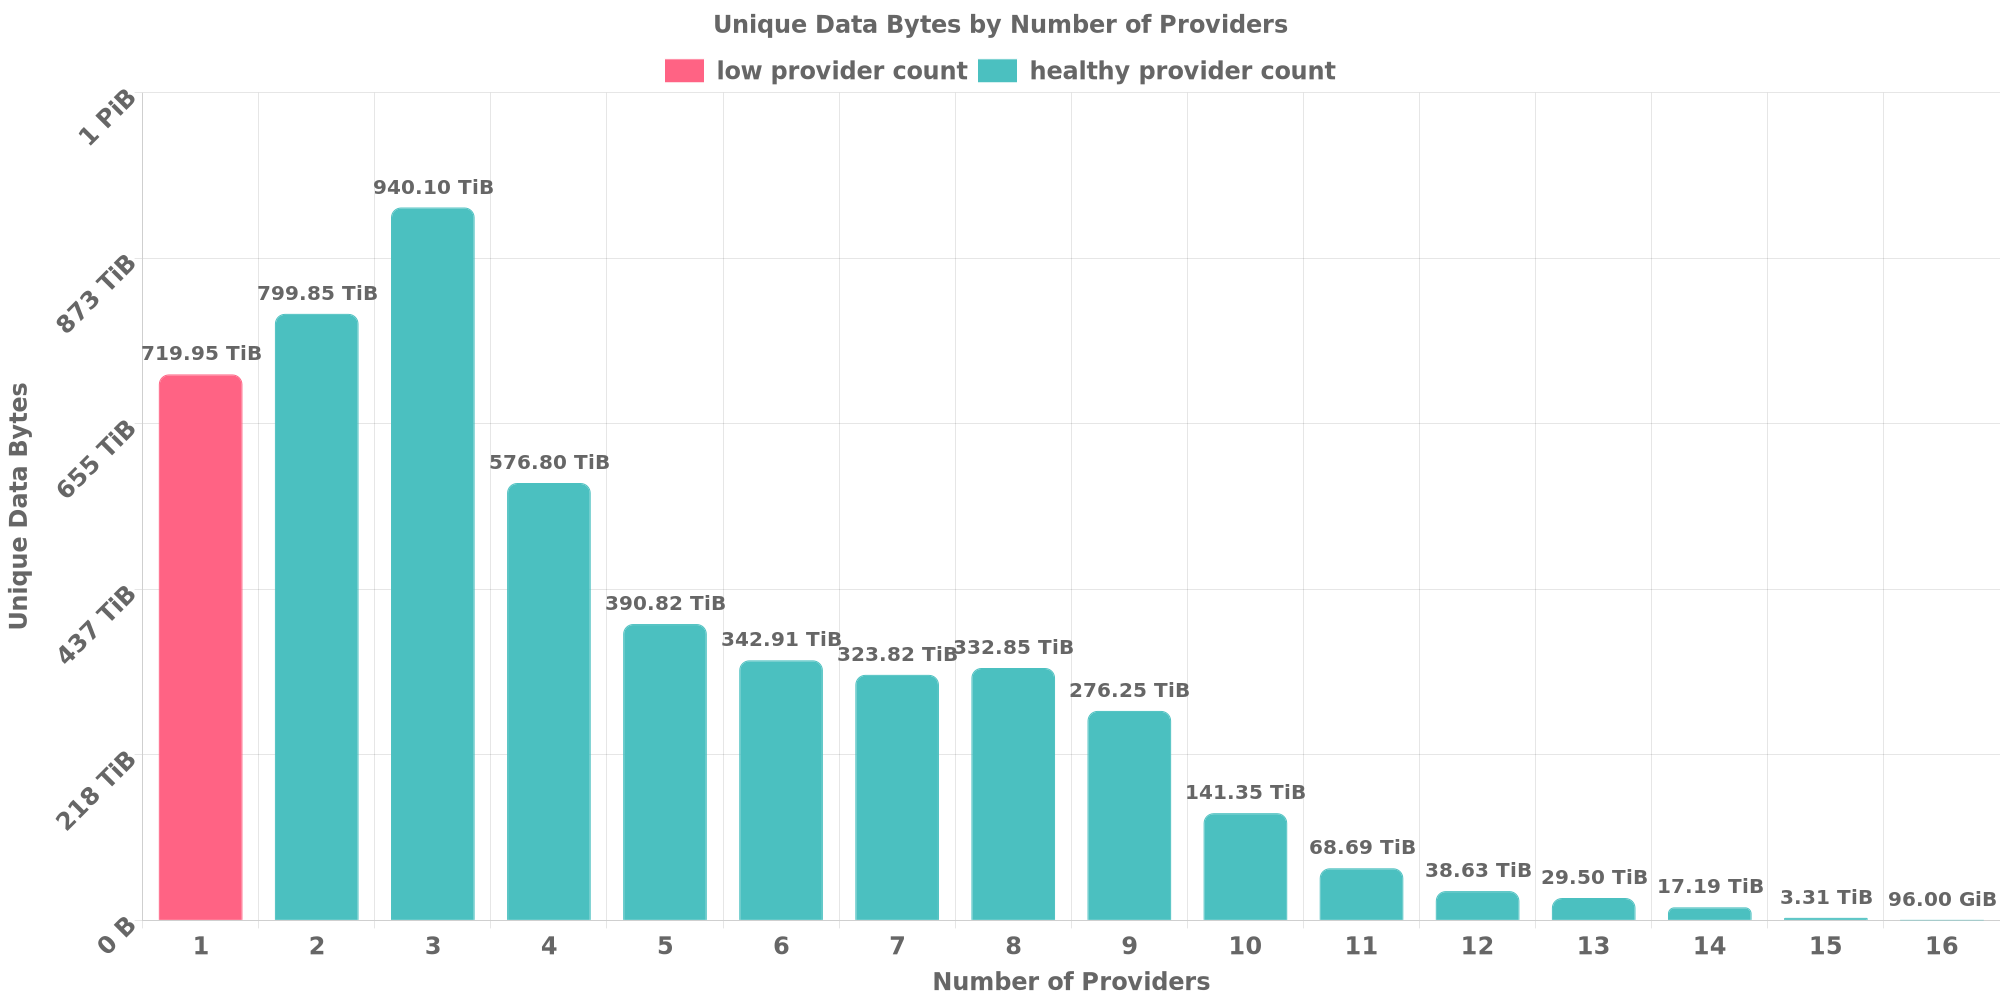 Unique Data Bytes by Number of Providers
low provider count healthy provider count
1 PiB
873 TiB
655 TiB
437 TiB
218 TiB
0 B
Unique Data Bytes
719.95 TiB
799.85 TiB
940.10 TiB
576.80 TiB
390.82 TiB
342.91 TiB
323.82 TiB
332.85 TiB
276.25 TiB
141.35 TiB
68.69 TiB
38.63 TiB
29.50 TiB
17.19 TiB
3.31 TiB
96.00 GiB
1 2 3 4 5 6 7 8 9 10 11 12 13 14 15 16
Number of Providers